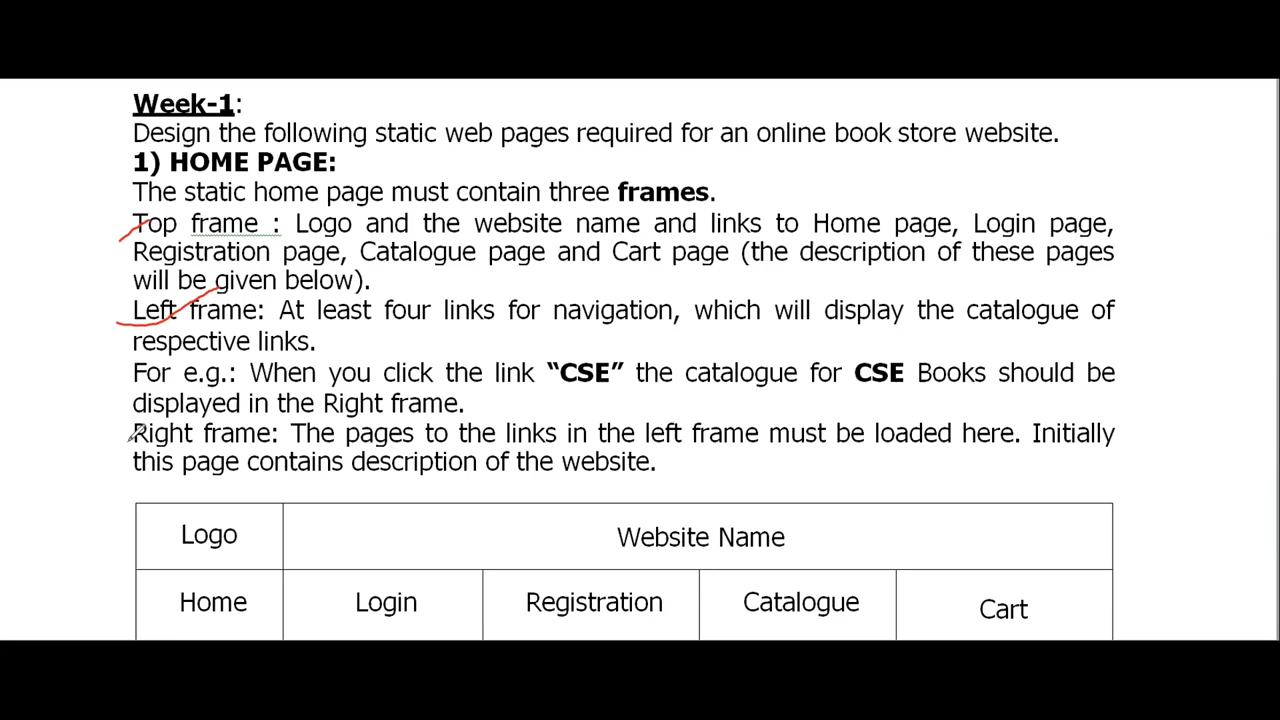 Week-1:
Design the following static web pages required for an online book store website.
1) HOME PAGE:
The static home page must contain three frames.
Top frame : Logo and the website name and links to Home page, Login page,
Registration page, Catalogue page and Cart page (the description of these pages
will be given below).
Left frame: At least four links for navigation, which will display the catalogue of
respective links.
For e.g.: When you click the link “CSE” the catalogue for CSE Books should be
displayed in the Right frame.
Right frame: The pages to the links in the left frame must be loaded here. Initially
this page contains description of the website.
Logo Website Name
Home Login Registration Catalogue Cart